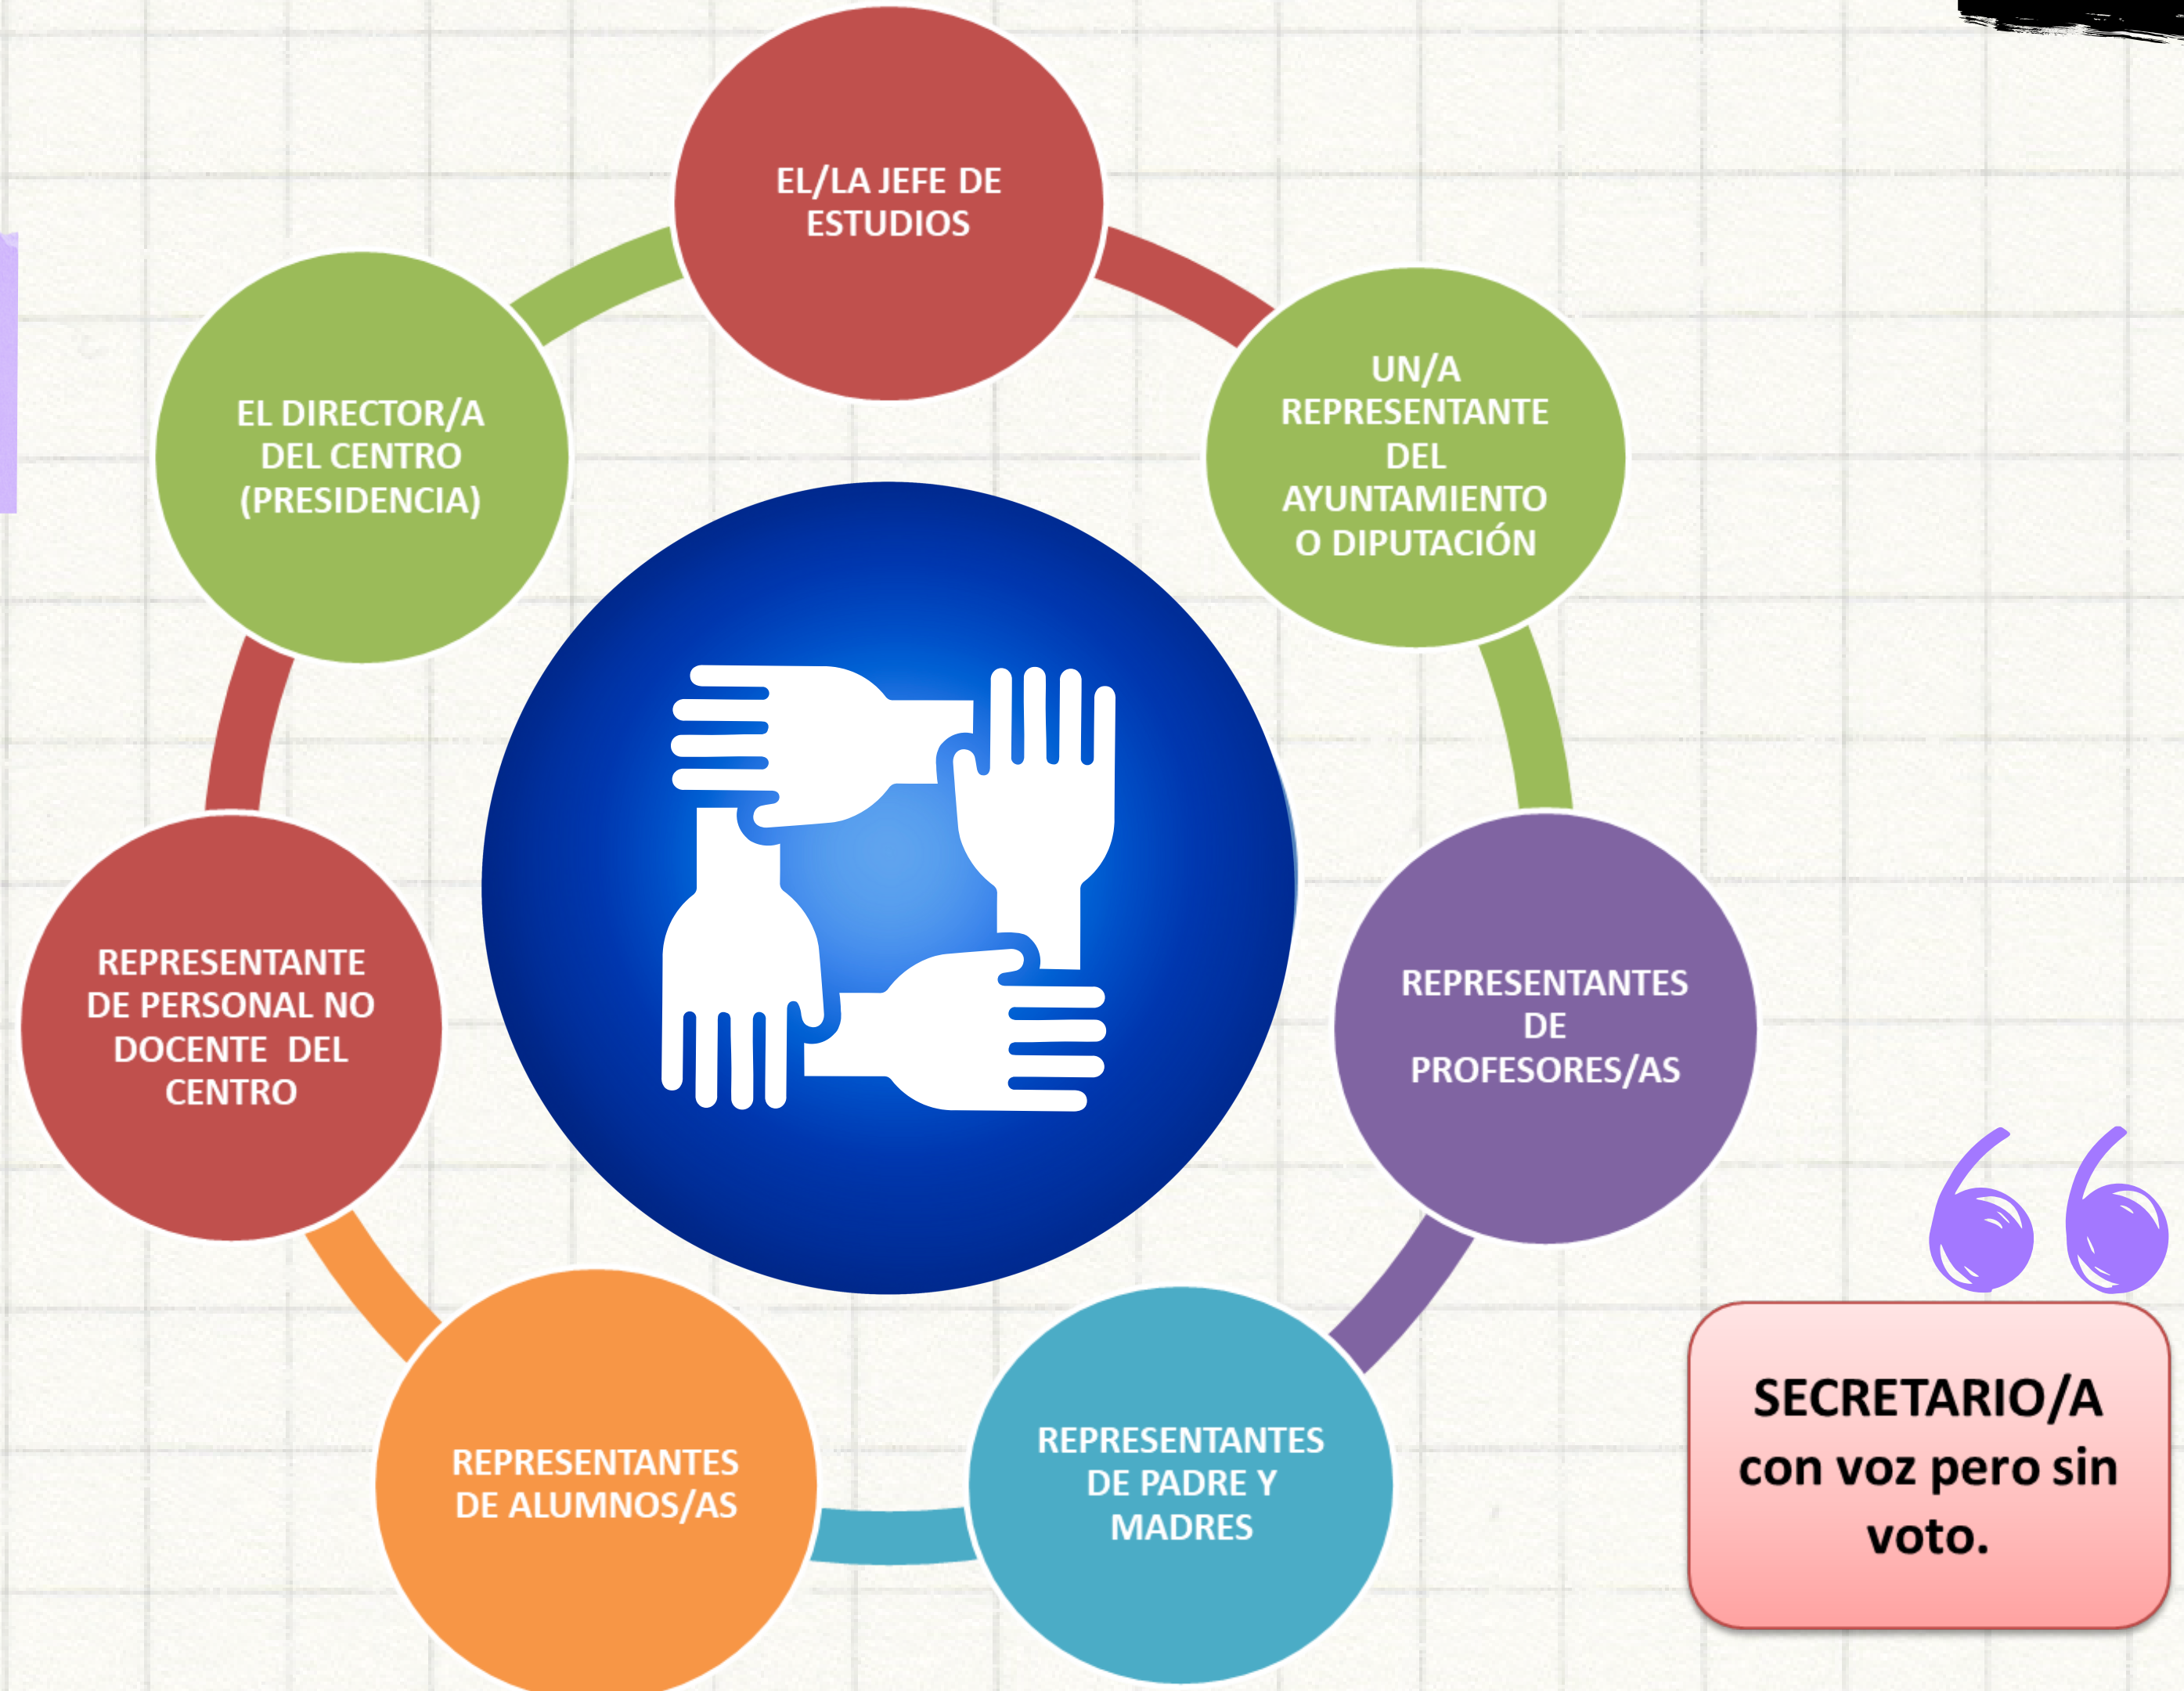 EL/LA JEFE DE
ESTUDIOS
UN/A
REPRESENTANTE
DEL
AYUNTAMIENTO
O DIPUTACIÓN
REPRESENTANTES
DE
PROFESORES/AS
REPRESENTANTES
DE PADRE Y
MADRES
REPRESENTANTES
DE ALUMNOS/AS
REPRESENTANTE
DE PERSONAL NO
DOCENTE DEL
CENTRO
EL DIRECTOR/A
DEL CENTRO
(PRESIDENCIA)
SECRETARIO/A
con voz pero sin
voto.